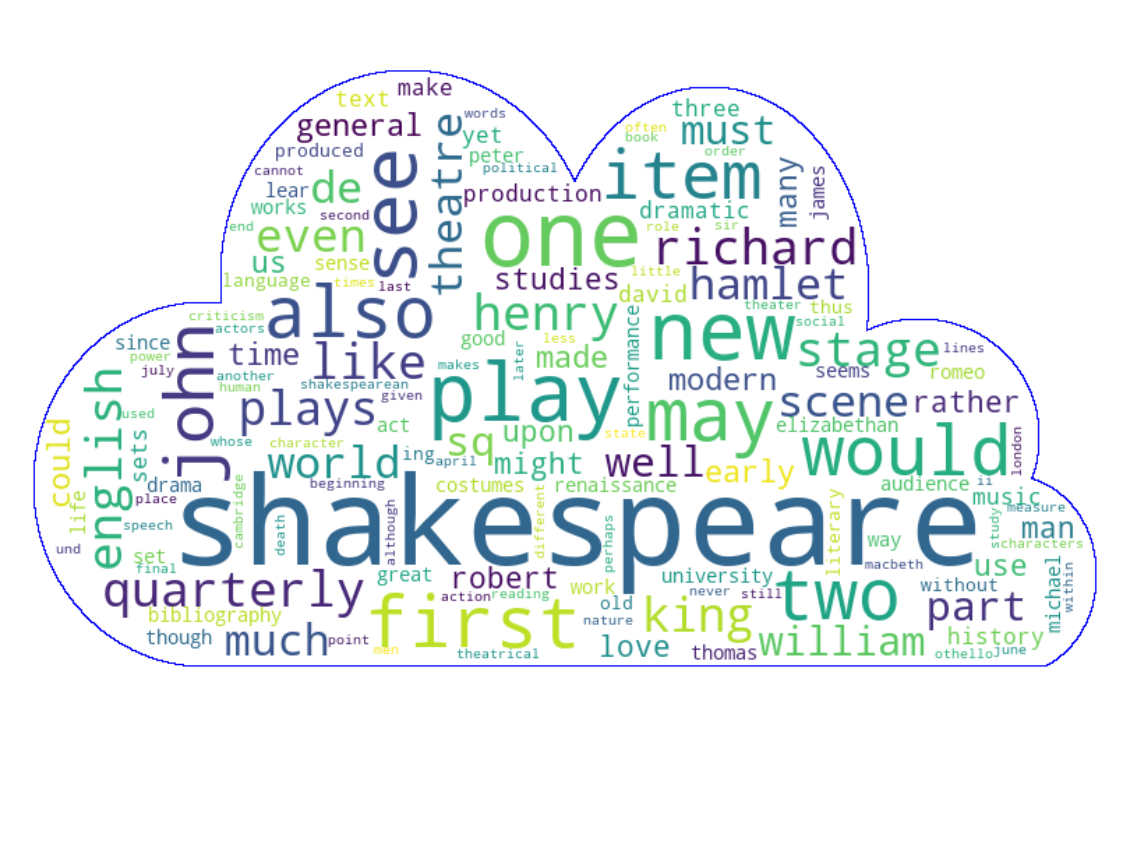 make
text
words
three
general
theatre
yet
often
must
book
produced
see
peter
order
cannot
political
item
many
james
lear
de
production
works
second
dramatic
end
even
one
role
sir
richard
us
sense
studies
little
language
times
last
david
hamlet
also
henry
theater
thus
criticism
new
social
actors
performance
since
john
time
like
good
less
later
made
stage
lines
power
july
another
human
shakespearean
makes
modern
seems
romeo
given
play
english
used
plays
act
may
scene
rather
could
sets
whose
character
sq
upon
state
elizabethan
world
ing
april
might
well
early
would
london
life
drama
place
beginning
costumes
renaissance
audience
ii
music
measure
shakespeare
cambridge
death
although
different
perhaps
literary
study
man
speech
und
set
way
characters
final
macbeth
use
quarterly
great
robert
work
university
without
within
michael
action
reading
never
still
two
part
bibliography
first
old
nature
king
though
much
point
men
theatrical
love
thomas
william
history
othello
june